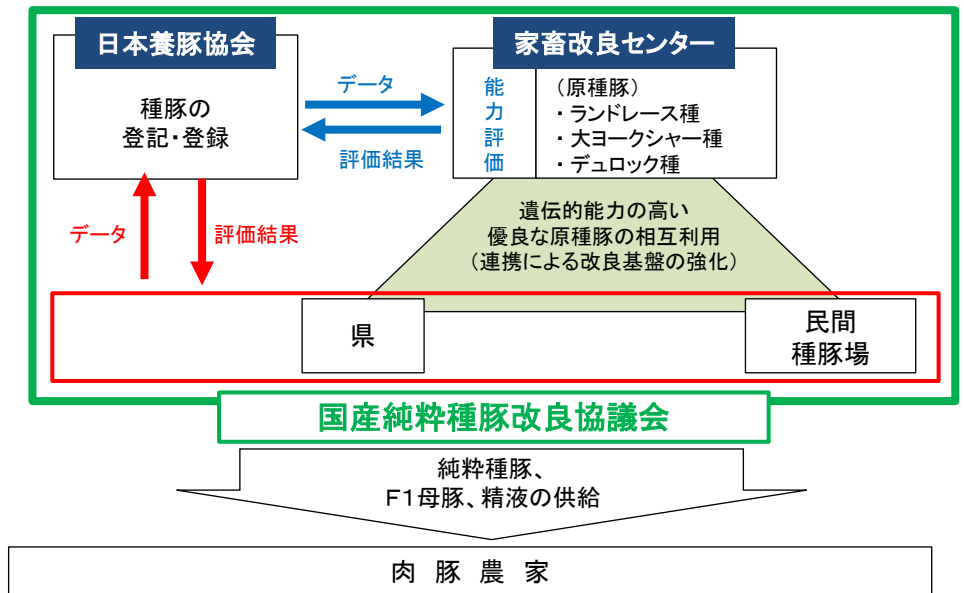 日本養豚協会
種豚の
登記・登録
データ
評価結果
家畜改良センター
能力評価
(原種豚)
・ランドレース種
・大ヨークシャー種
・デュロック種
データ
評価結果
遺伝的能力の高い
優良な原種豚の相互利用
(連携による改良基盤の強化)
県
民間
種豚場
国産純粋種豚改良協議会
純粋種豚、
F1母豚、精液の供給
肉豚農家